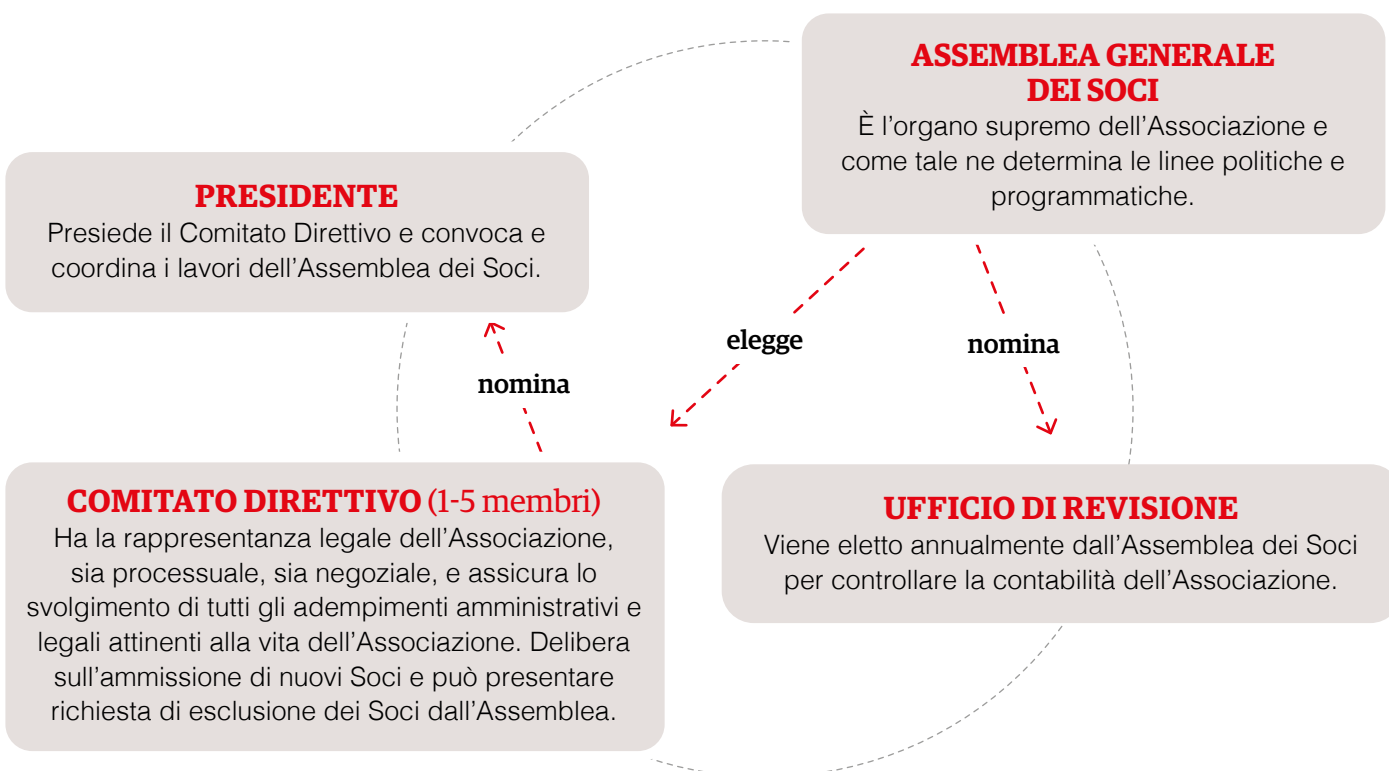 ASSEMBLEA GENERALE
DEI SOCI
È l’organo supremo dell’Associazione e
come tale ne determina le linee politiche e
programmatiche.
PRESIDENTE
Presiede il Comitato Direttivo e convoca e
coordina i lavori dell’Assemblea dei Soci.
elegge
nomina
nomina
COMITATO DIRETTIVO (1-5 membri)
Ha la rappresentanza legale dell’Associazione,
sia processuale, sia negoziale, e assicura lo
svolgimento di tutti gli adempimenti amministrativi e
legali attinenti alla vita dell’Associazione. Delibera
sull’ammissione di nuovi Soci e può presentare
richiesta di esclusione dei Soci dall’Assemblea.
UFFICIO DI REVISIONE
Viene eletto annualmente dall’Assemblea dei Soci
per controllare la contabilità dell’Associazione.